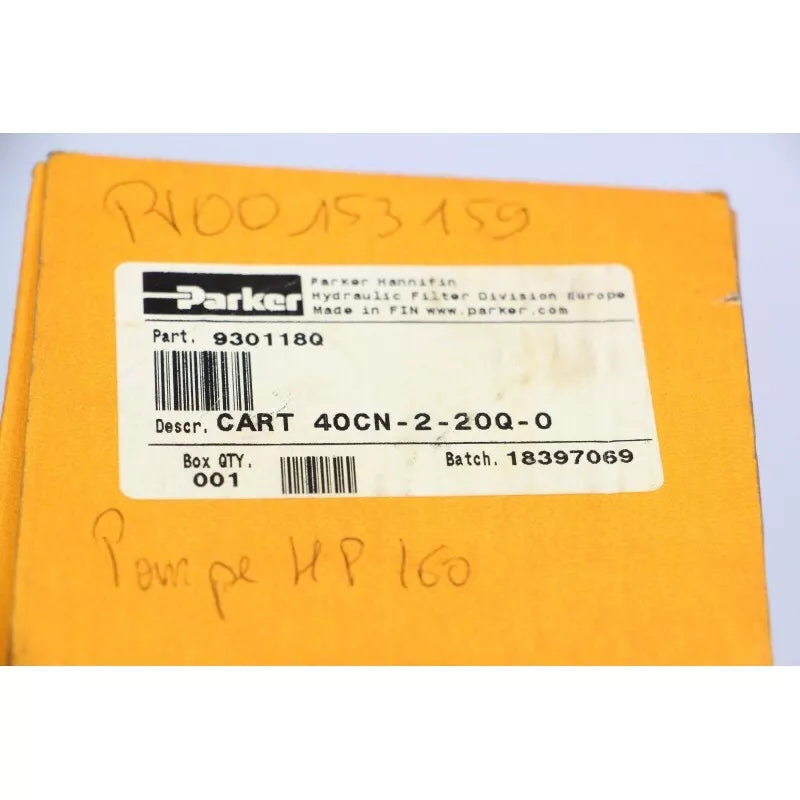 P100153159
Parker
Parker Hannifin
Hydraulic Filter Division Europe
Made in FIN www.parker.com
Part. 930118Q
Descr. CART 40CN-2-20Q-0
Box QTY.
001
Batch. 18397069
Pompe HP 160